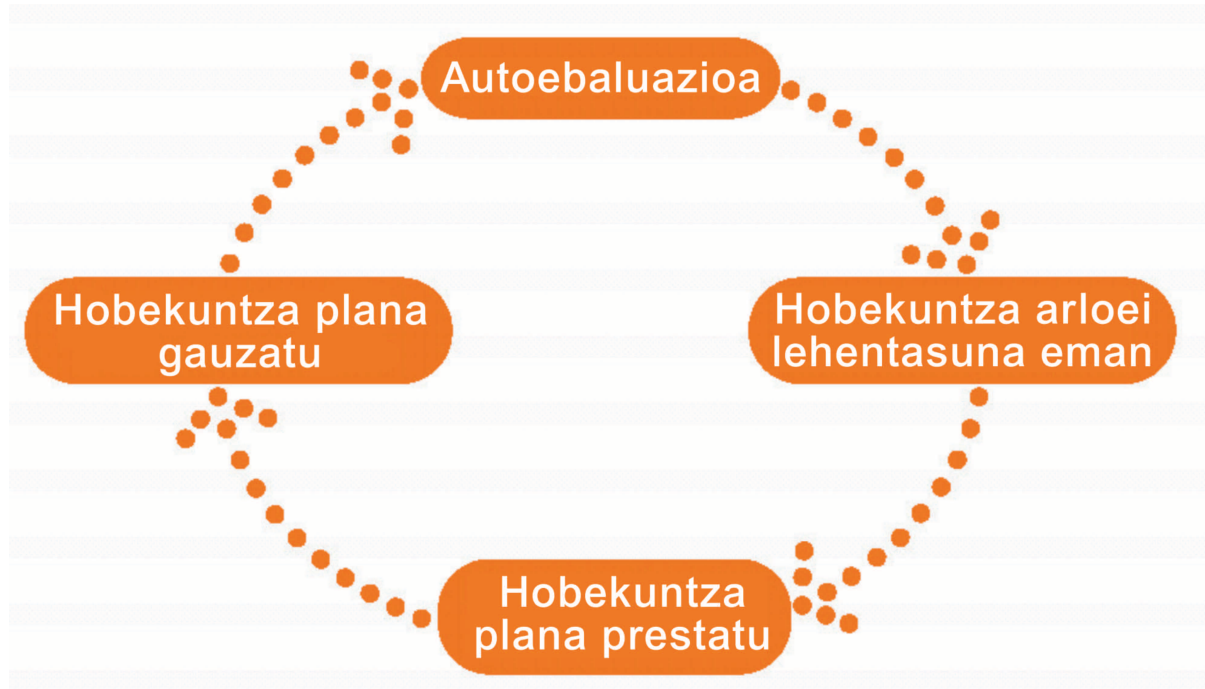 Autoebaluazioa
Hobekuntza arloei
lehentasuna eman
Hobekuntza
plana prestatu
Hobekuntza plana
gauzatu